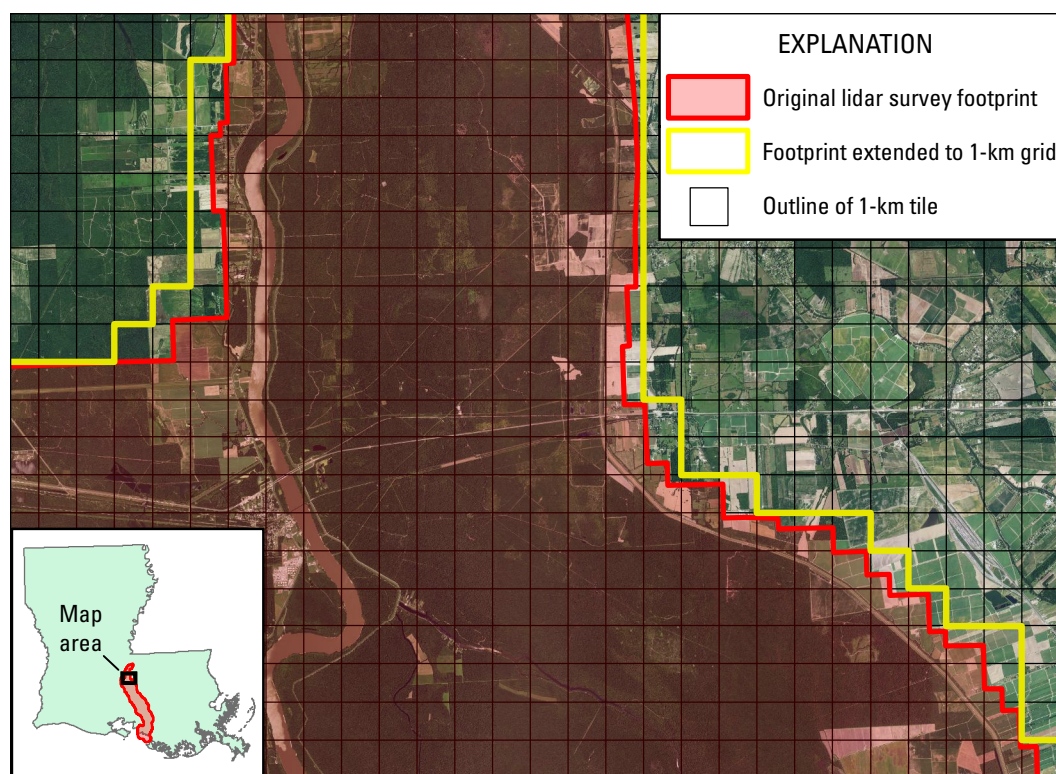 EXPLANATION
Original lidar survey footprint
Footprint extended to 1-km grid
Outline of 1-km tile
Map
area